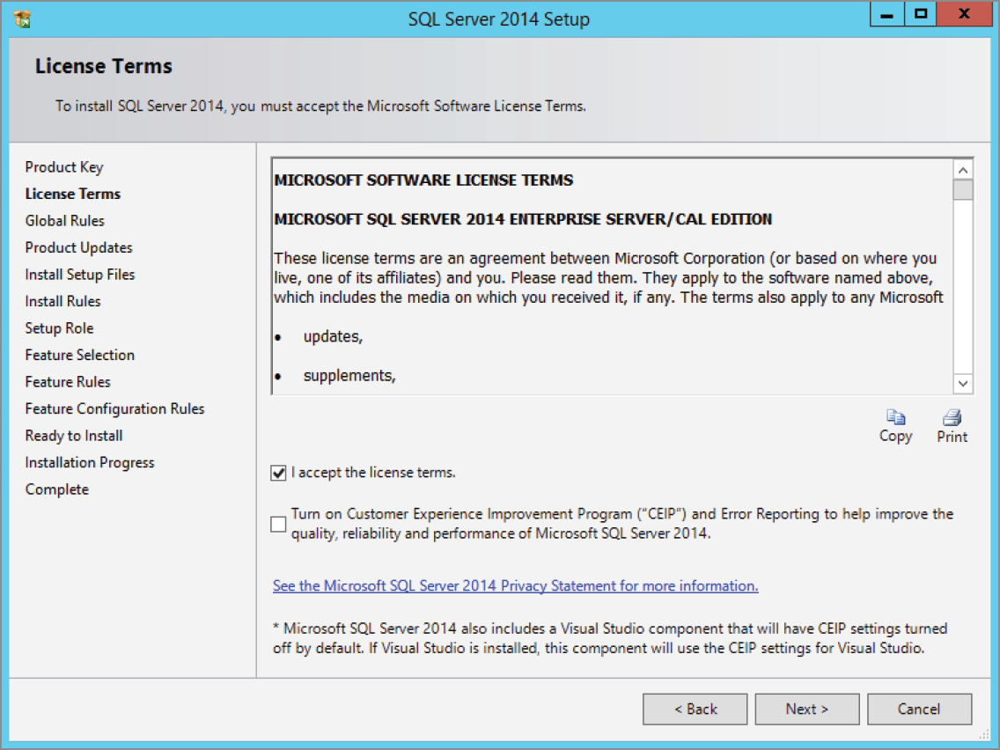 SQL Server 2014 Setup
License Terms
To install SQL Server 2014, you must accept the Microsoft Software License Terms.
Product Key
License Terms
Global Rules
Product Updates
Install Setup Files
Install Rules
Setup Role
Feature Selection
Feature Rules
Feature Configuration Rules
Ready to Install
Installation Progress
Complete
MICROSOFT SOFTWARE LICENSE TERMS
MICROSOFT SQL SERVER 2014 ENTERPRISE SERVER/CAL EDITION
These license terms are an agreement between Microsoft Corporation (or based on where you
live, one of its affiliates) and you. Please read them. They apply to the software named above,
which includes the media on which you received it, if any. The terms also apply to any Microsoft
• updates,
• supplements,
Copy
Print
I accept the license terms.
Turn on Customer Experience Improvement Program (“CEIP”) and Error Reporting to help improve the
quality, reliability and performance of Microsoft SQL Server 2014.
See the Microsoft SQL Server 2014 Privacy Statement for more information.
* Microsoft SQL Server 2014 also includes a Visual Studio component that will have CEIP settings turned
off by default. If Visual Studio is installed, this component will use the CEIP settings for Visual Studio.
< Back
Next >
Cancel